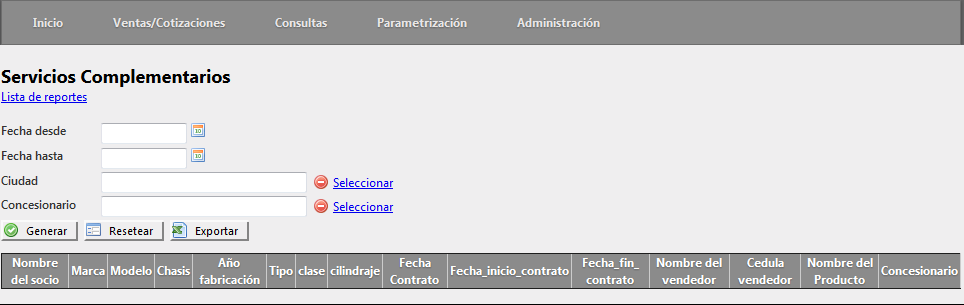 Inicio Ventas/Cotizaciones Consultas Parametrización Administración
Servicios Complementarios
Lista de reportes
Fecha desde
10
Fecha hasta
10
Ciudad Seleccionar
Concesionario Seleccionar
Generar Resetear Exportar
Nombre del socio Marca Modelo Chasis Año fabricación Tipo clase cilindraje Fecha Contrato Fecha_inicio_contrato Fecha_fin_ contrato Nombre del vendedor Cedula vendedor Nombre del Producto Concesionario